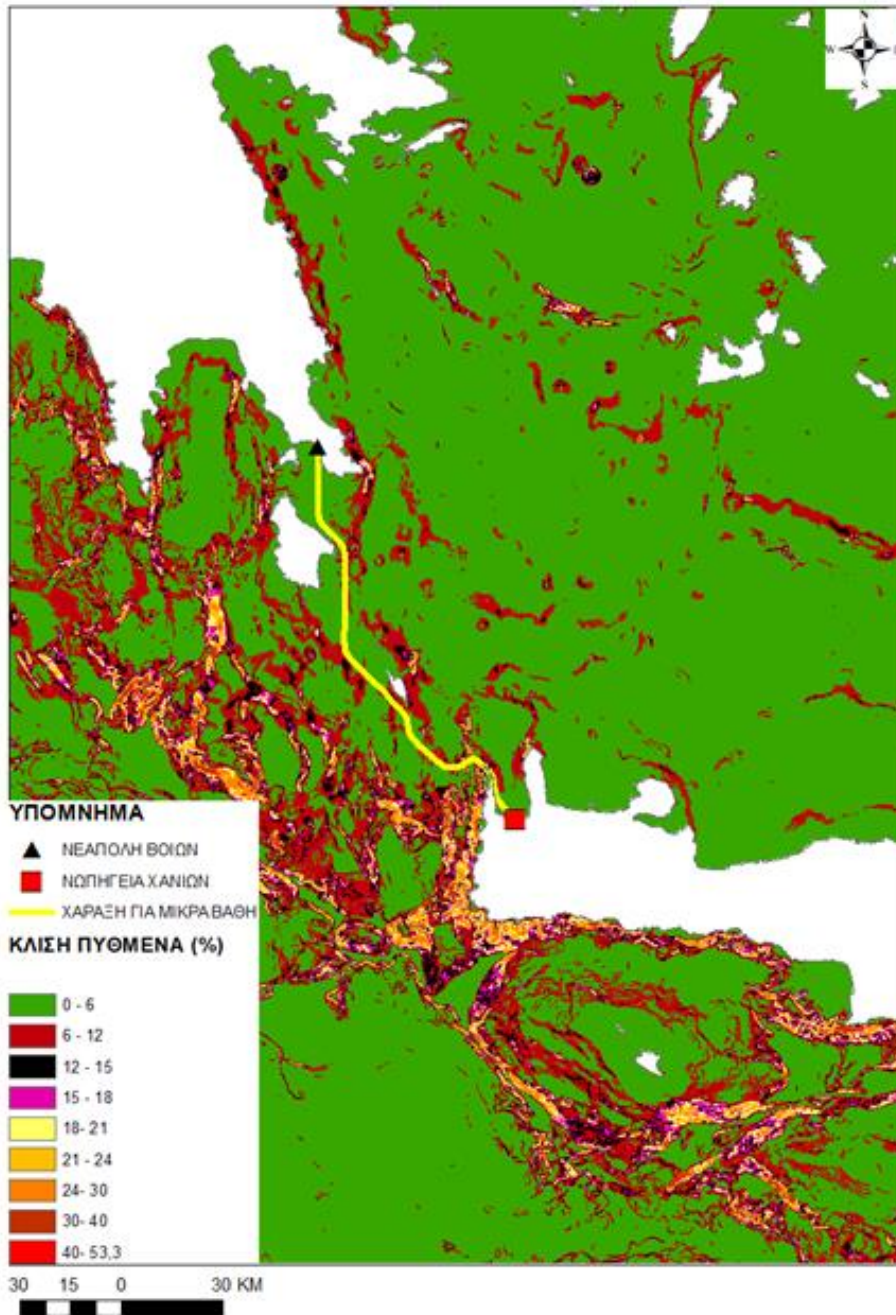 N
W
S
ΥΠΟΜΝΗΜΑ
ΝΕΑΠΟΛΗ ΒΟΙΩΝ
ΝΩΠΗΓΕΙΑ ΧΑΝΙΩΝ
ΧΑΡΑΞΗ ΓΙΑ ΜΙΚΡΑ ΒΑΘΗ
ΚΛΙΣΗ ΠΥΘΜΕΝΑ (%)
0 - 6
6 - 12
12 - 15
15 - 18
18- 21
21 - 24
24- 30
30- 40
40- 53,3
30 15 0 30 KM